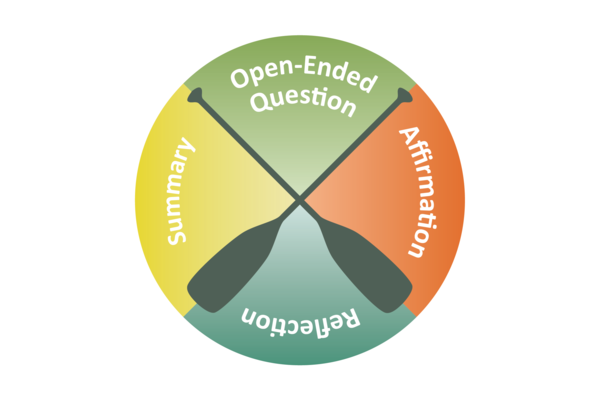 Open-Ended
Question
Affirmation
Reflection
Summary